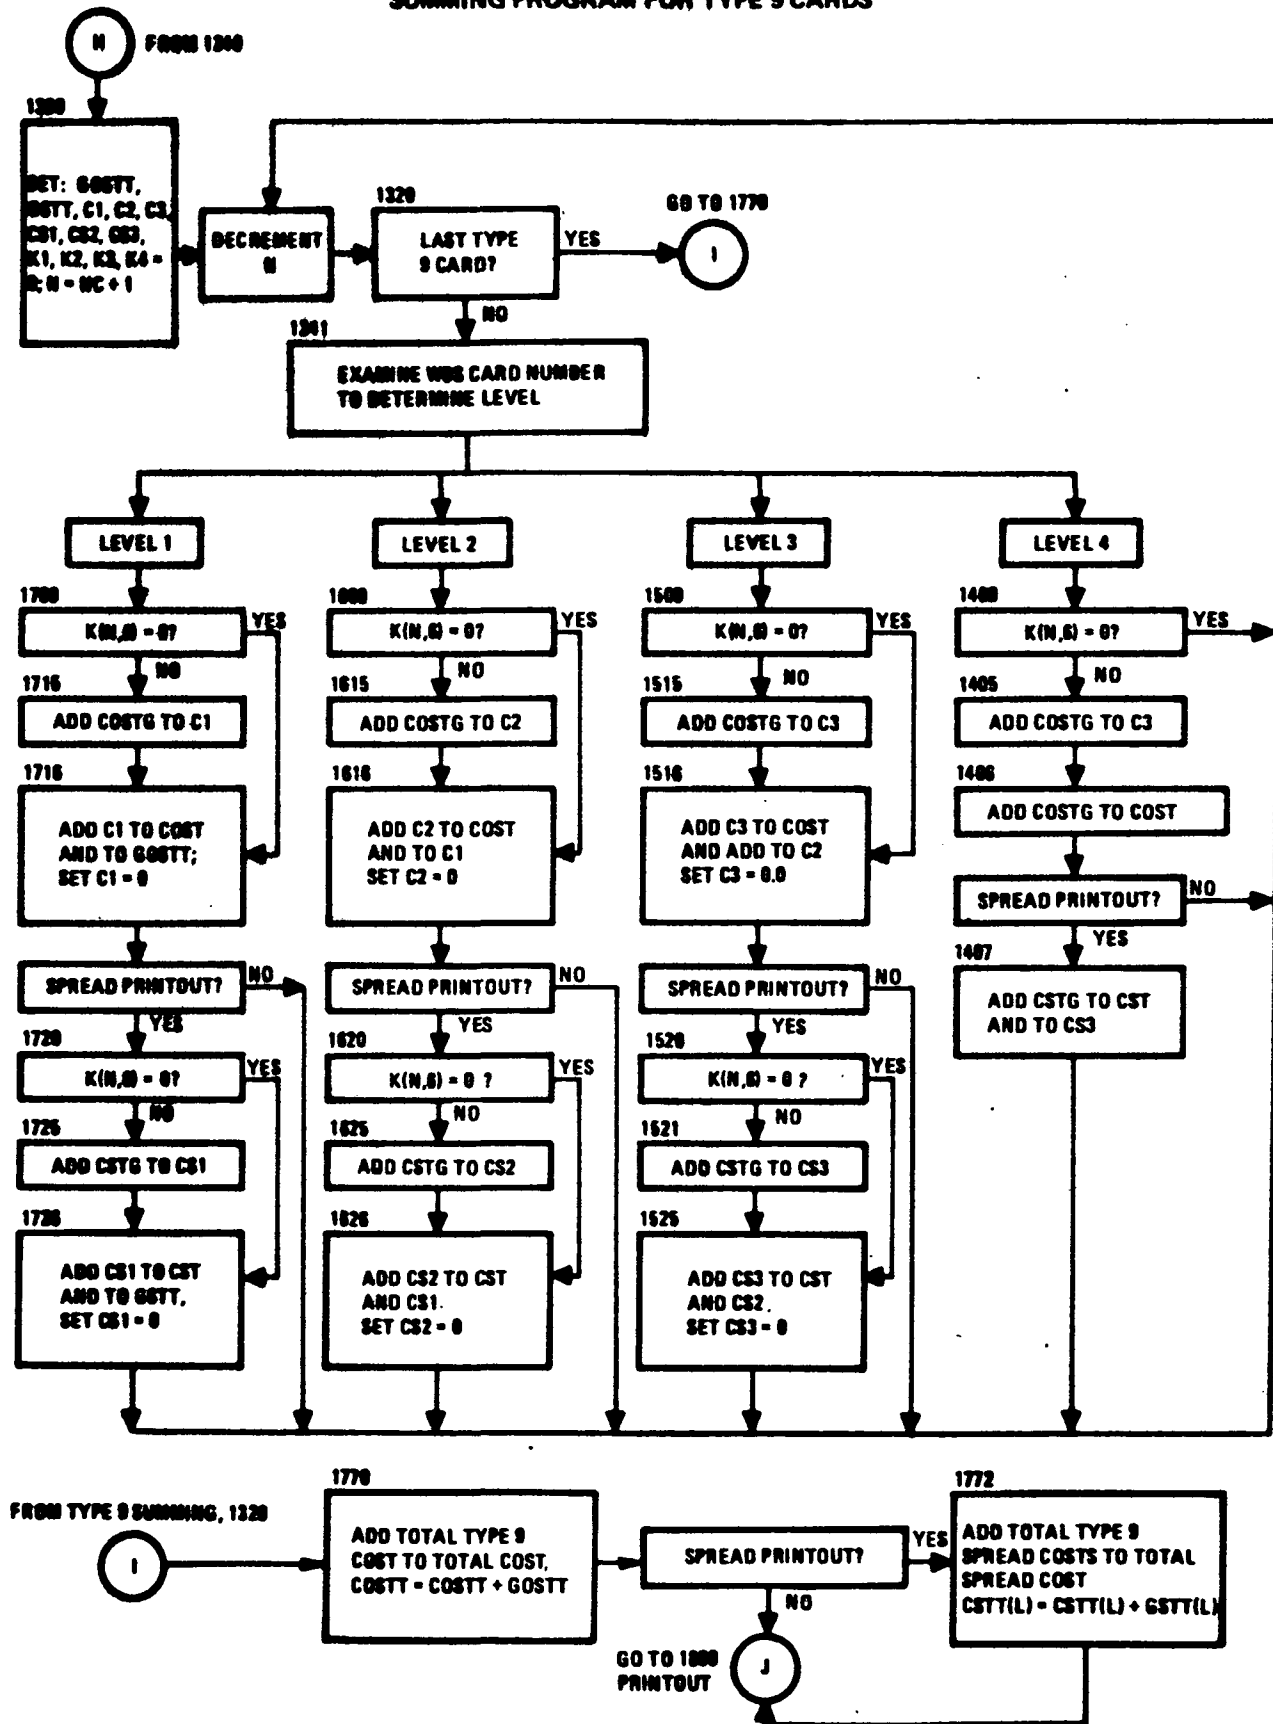 SUMMING PROGRAM FOR TYPE 9 CARDS
N
FROM 1260
1300
SET: GOSTT,
GSTT, C1, C2, C3,
CS1, CS2, CS3,
K1, K2, K3, K4 =
0; N = NC + 1
DECREMENT
N
1320
LAST TYPE
9 CARD?
YES
GO TO 1770
I
NO
1341
EXAMINE WBS CARD NUMBER
TO DETERMINE LEVEL
LEVEL 1
LEVEL 2
LEVEL 3
LEVEL 4
1700
K(N,6) = 0?
YES
NO
1715
ADD COSTG TO C1
1716
ADD C1 TO COST
AND TO GOSTT;
SET C1 = 0
SPREAD PRINTOUT?
NO
YES
1720
K(N,6) = 0?
YES
NO
1725
ADD CSTG TO CS1
1726
ADD CS1 TO CST
AND TO GSTT,
SET CS1 = 0
1600
K(N,6) = 0?
YES
NO
1615
ADD COSTG TO C2
1616
ADD C2 TO COST
AND TO C1
SET C2 = 0
SPREAD PRINTOUT?
NO
YES
1620
K(N,6) = 0 ?
YES
NO
1625
ADD CSTG TO CS2
1626
ADD CS2 TO CST
AND CS1.
SET CS2 = 0
1500
K(N,6) = 0?
YES
NO
1515
ADD COSTG TO C3
1516
ADD C3 TO COST
AND ADD TO C2
SET C3 = 0.0
SPREAD PRINTOUT?
NO
YES
1520
K(N,6) = 0 ?
YES
NO
1521
ADD CSTG TO CS3
1525
ADD CS3 TO CST
AND CS2.
SET CS3 = 0
1400
K(N,6) = 0?
YES
NO
1405
ADD COSTG TO C3
1406
ADD COSTG TO COST
SPREAD PRINTOUT?
NO
YES
1407
ADD CSTG TO CST
AND TO CS3
FROM TYPE 9 SUMMING, 1320
I
1770
ADD TOTAL TYPE 9
COST TO TOTAL COST,
COSTT = COSTT + GOSTT
SPREAD PRINTOUT?
YES
NO
1772
ADD TOTAL TYPE 9
SPREAD COSTS TO TOTAL
SPREAD COST
CSTT(L) = CSTT(L) + GSTT(L)
GO TO 1800
PRINTOUT
J